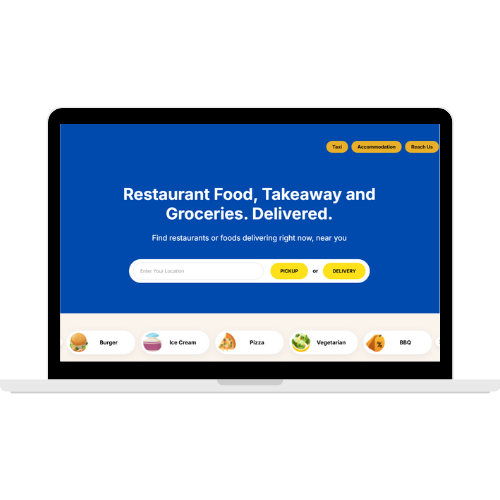 Taxi Accommodation Reach Us
Restaurant Food, Takeaway and
Groceries. Delivered.
Find restaurants or foods delivering right now, near you
Enter Your Location PICKUP or DELIVERY
Burger Ice Cream Pizza Vegetarian BBQ